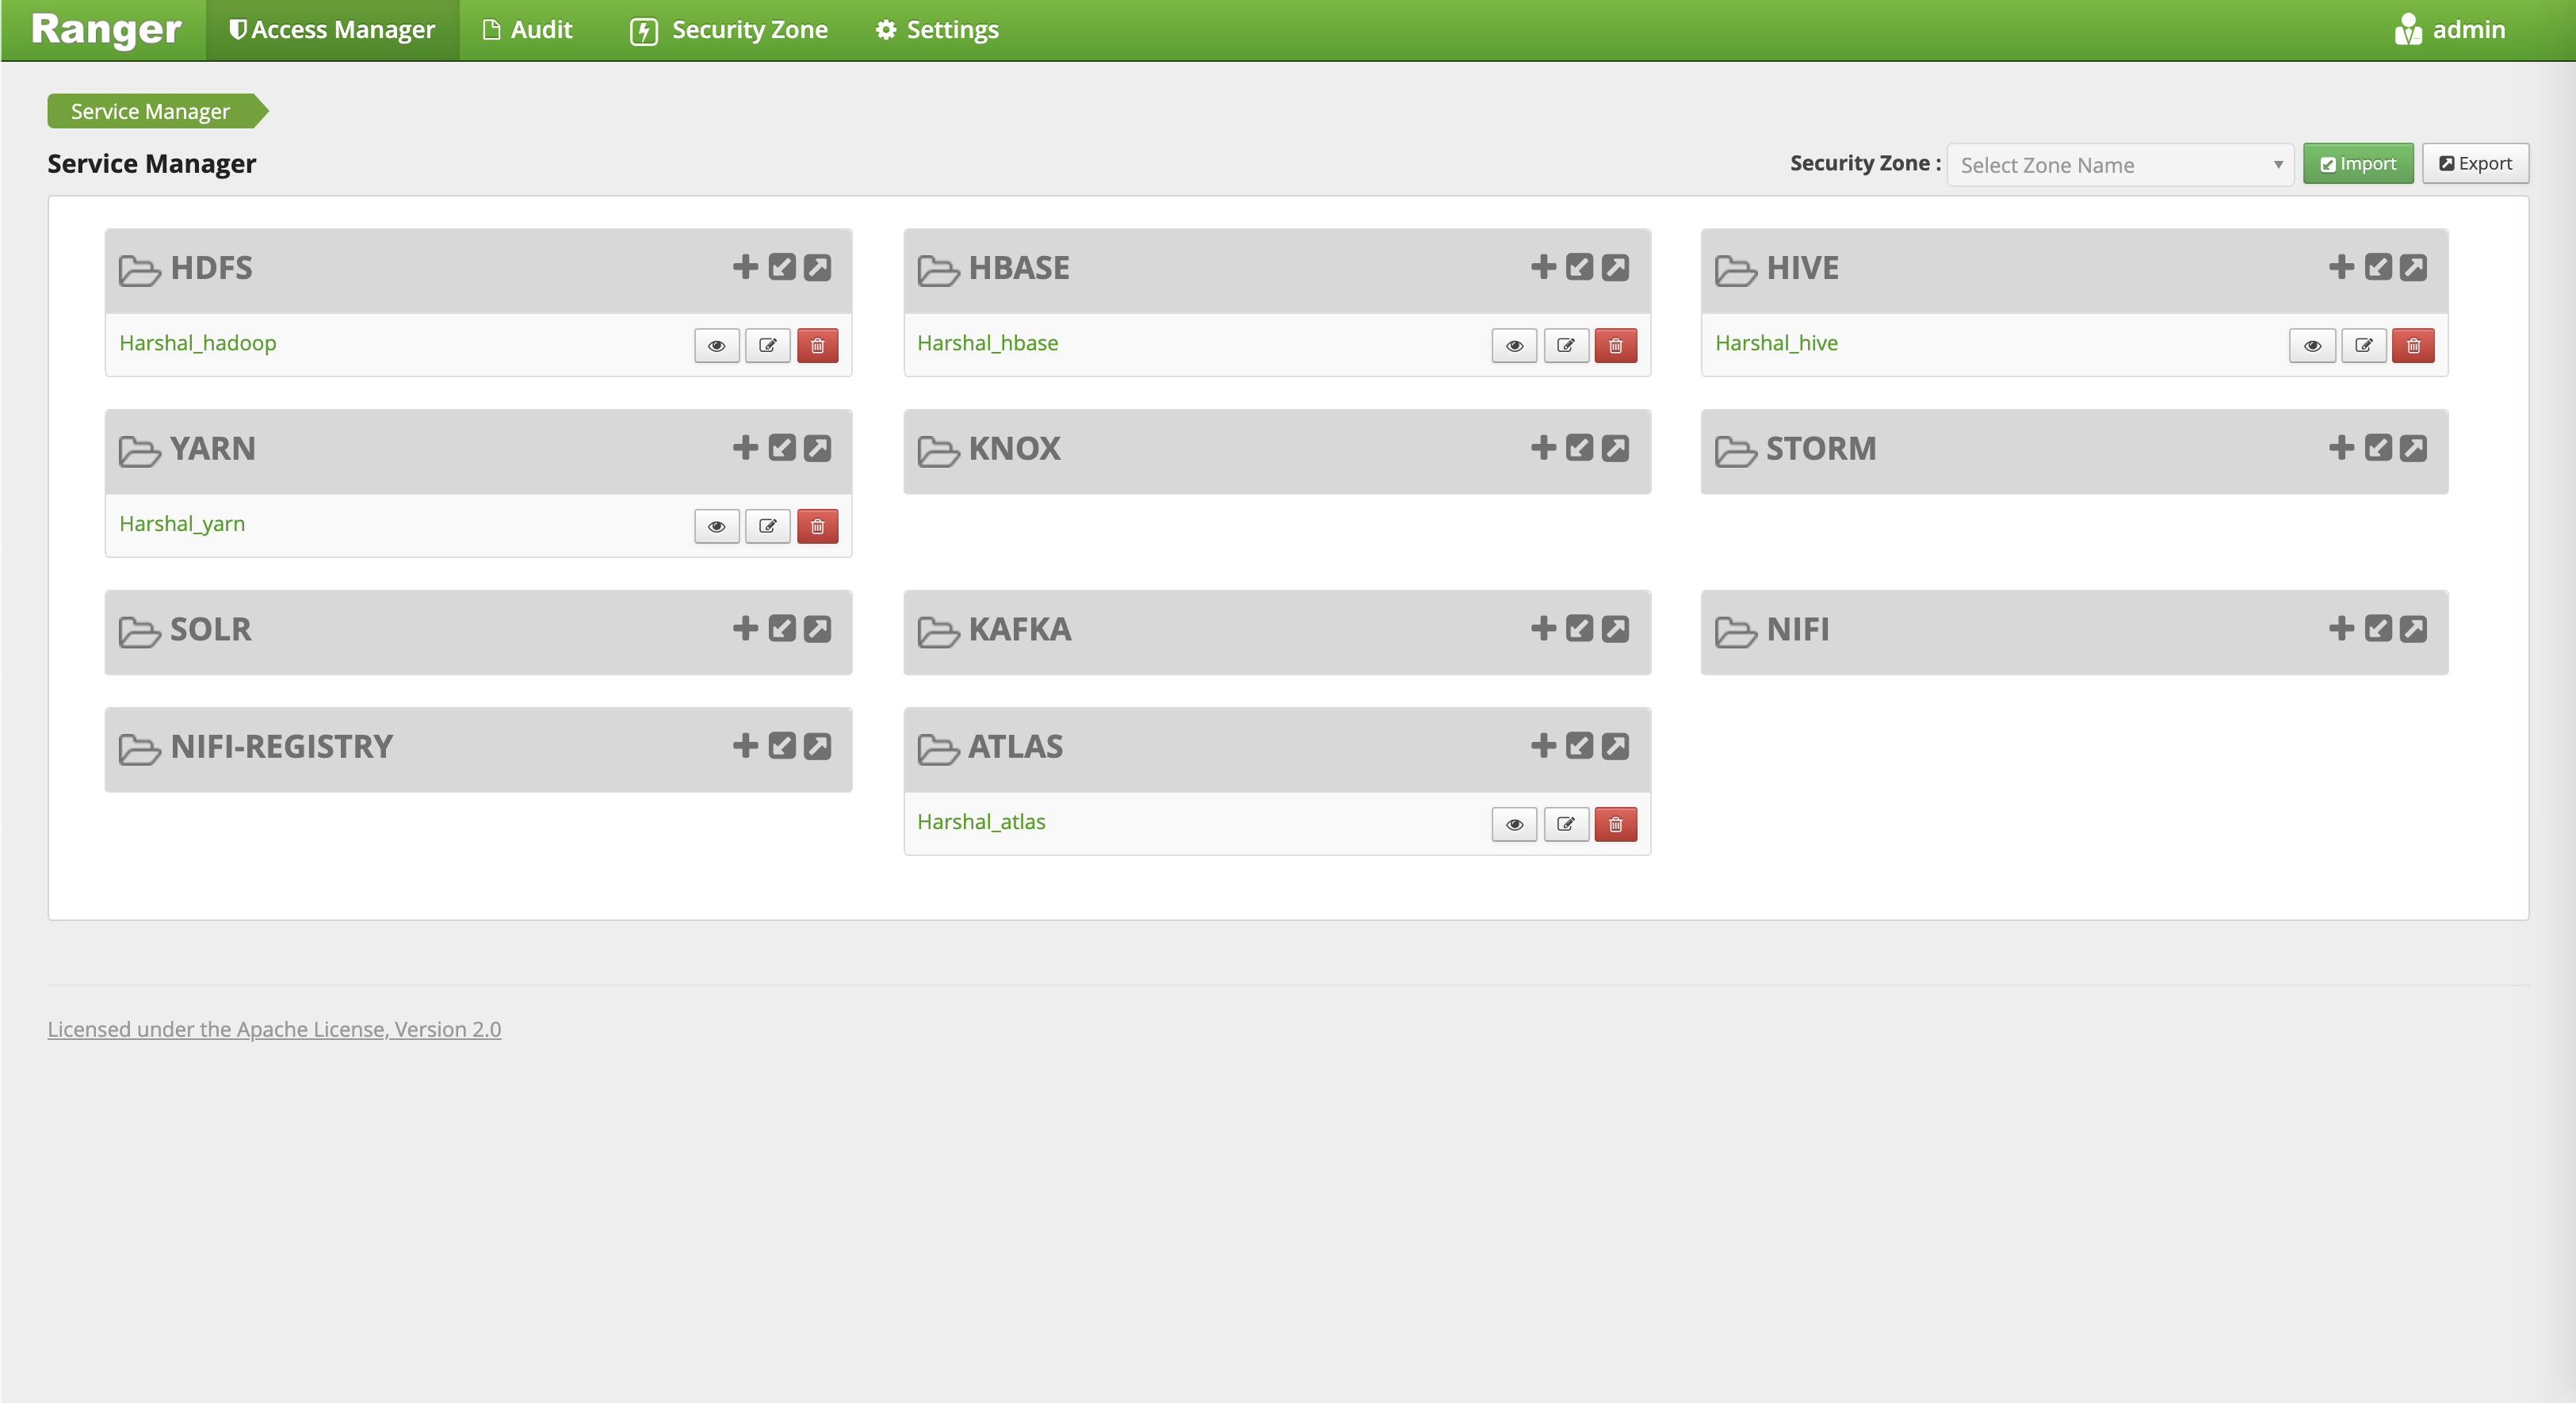 Ranger Access Manager Audit Security Zone Settings admin
Service Manager
Service Manager Security Zone : Select Zone Name Import Export
HDFS HBASE HIVE
Harshal_hadoop Harshal_hbase Harshal_hive
YARN KNOX STORM
Harshal_yarn
SOLR KAFKA NIFI
NIFI-REGISTRY ATLAS
Harshal_atlas
Licensed under the Apache License, Version 2.0